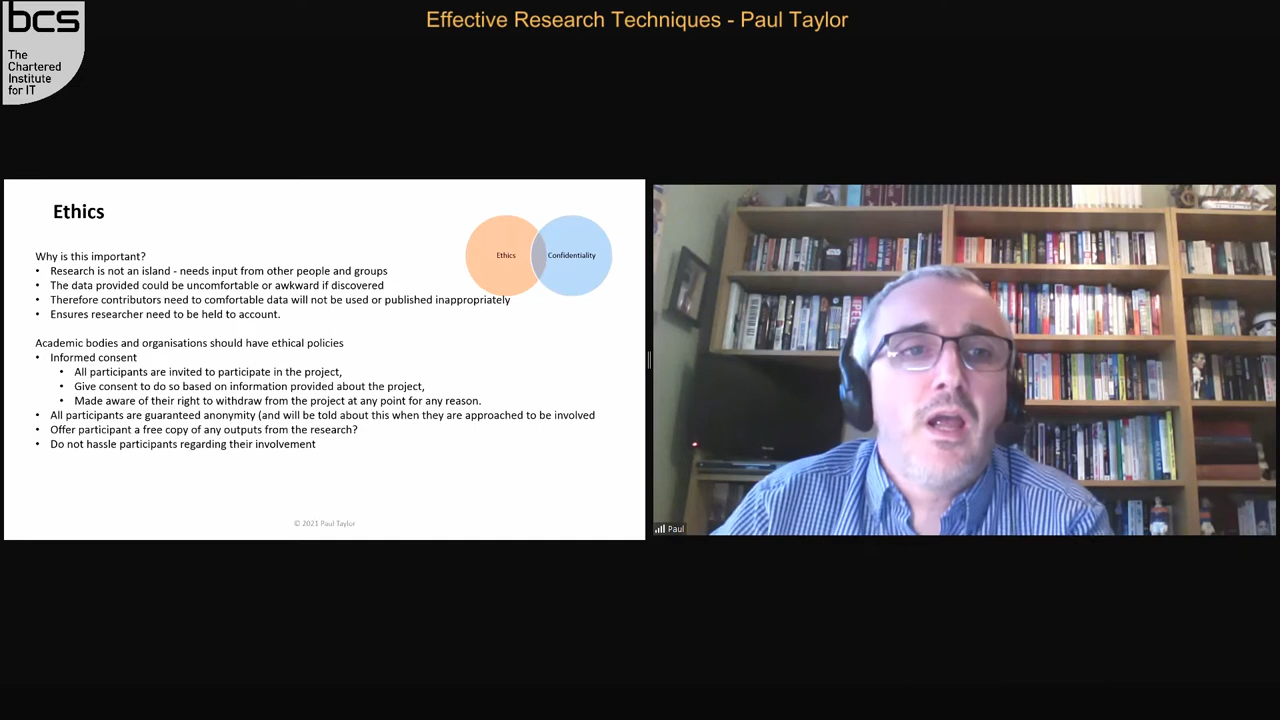 Effective Research Techniques - Paul Taylor
bcs
The
Chartered
Institute
for IT
Ethics
Ethics
Confidentiality
Why is this important?
• Research is not an island - needs input from other people and groups
• The data provided could be uncomfortable or awkward if discovered
• Therefore contributors need to comfortable data will not be used or published inappropriately
• Ensures researcher need to be held to account.
Academic bodies and organisations should have ethical policies
• Informed consent
• All participants are invited to participate in the project,
• Give consent to do so based on information provided about the project,
• Made aware of their right to withdraw from the project at any point for any reason.
• All participants are guaranteed anonymity (and will be told about this when they are approached to be involved
• Offer participant a free copy of any outputs from the research?
• Do not hassle participants regarding their involvement
© 2021 Paul Taylor
Paul